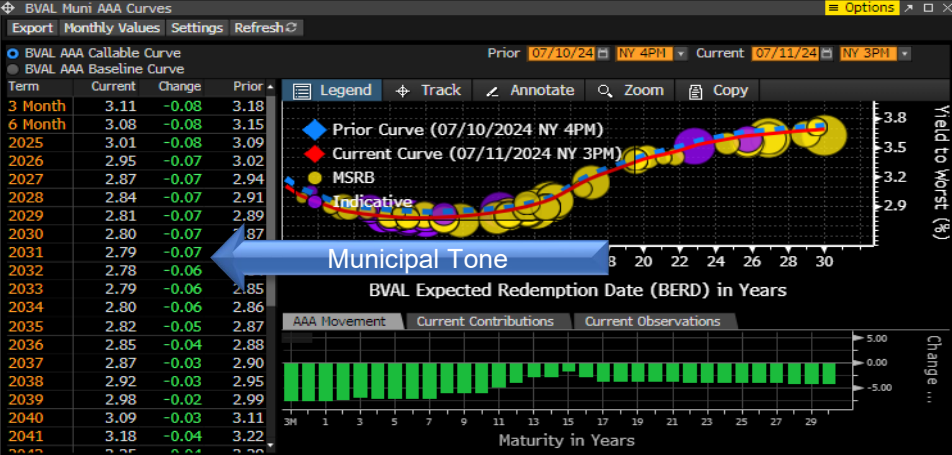 BVAL Muni AAA Curves
Options
Export Monthly Values Settings Refresh
BVAL AAA Callable Curve
BVAL AAA Baseline Curve
Prior 07/10/24 NY 4PM Current 07/11/24 NY 3PM
Term Current Change Prior
3 Month 3.11 -0.08 3.18
6 Month 3.08 -0.08 3.15
2025 3.01 -0.08 3.09
2026 2.95 -0.07 3.02
2027 2.87 -0.07 2.94
2028 2.84 -0.07 2.91
2029 2.81 -0.07 2.89
2030 2.80 -0.07 2.87
2031 2.79 -0.07
2032 2.78 -0.06
2033 2.79 -0.06 2.85
2034 2.80 -0.06 2.86
2035 2.82 -0.05 2.87
2036 2.85 -0.04 2.88
2037 2.87 -0.03 2.90
2038 2.92 -0.03 2.95
2039 2.98 -0.02 2.99
2040 3.09 -0.03 3.11
2041 3.18 -0.04 3.22
Legend Track Annotate Zoom Copy
Prior Curve (07/10/2024 NY 4PM)
Current Curve (07/11/2024 NY 3PM)
MSRB
Indicative
3.8
3.5
3.2
2.9
Yield to Worst (%)
20 22 24 26 28 30
Municipal Tone
BVAL Expected Redemption Date (BERD) in Years
AAA Movement Current Contributions Current Observations
5.00
0.00
-5.00
Change ...
3M 1 3 5 7 9 11 13 15 17 19 21 23 25 27 29
Maturity in Years